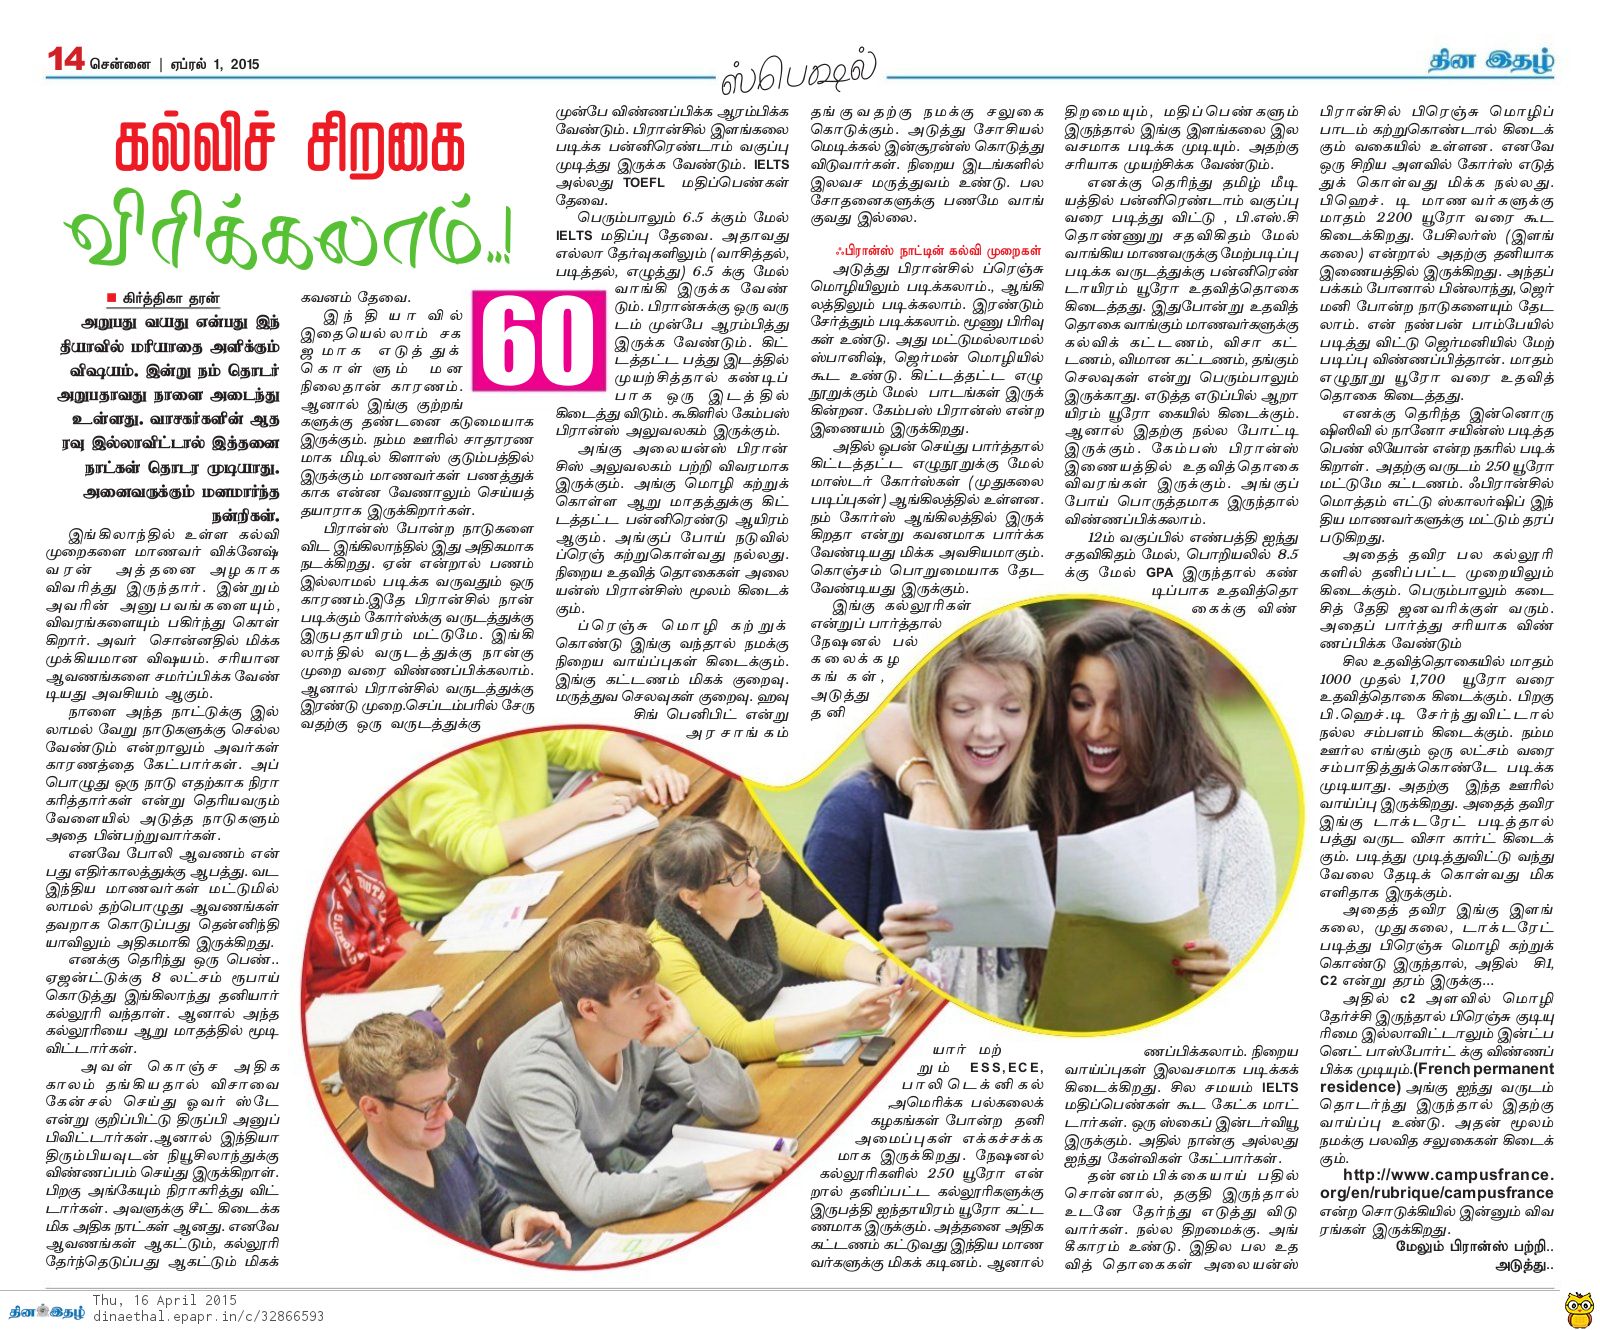 14 சென்னை | ஏப்ரல் 1, 2015
ஸ்பெஷல்
தின இதழ்
கல்விச் சிறகை
விரிக்கலாம்..!
60
■ கிர்த்திகா தரன்
அறுபது வயது என்பது இந்
தியாவில் மரியாதை அளிக்கும்
விஷயம். இன்று நம் தொடர்
அறுபதாவது நாளை அடைந்து
உள்ளது. வாசகர்களின் ஆத
ரவு இல்லாவிட்டால் இத்தனை
நாட்கள் தொடர முடியாது.
அனைவருக்கும் மனமார்ந்த
நன்றிகள்.
இங்கிலாந்தில் உள்ள கல்வி
முறைகளை மாணவர் விக்னேஷ்
வரன் அத்தனை அழகாக
விவரித்து இருந்தார். இன்றும்
அவரின் அனுபவங்களையும்,
விவரங்களையும் பகிர்ந்து கொள்
கிறார். அவர் சொன்னதில் மிக்க
முக்கியமான விஷயம். சரியான
ஆவணங்களை சமர்ப்பிக்க வேண்
டியது அவசியம் ஆகும்.
நாளை அந்த நாட்டுக்கு இல்
லாமல் வேறு நாடுகளுக்கு செல்ல
வேண்டும் என்றாலும் அவர்கள்
காரணத்தை கேட்பார்கள். அப்
பொழுது ஒரு நாடு எதற்காக நிரா
கரித்தார்கள் என்று தெரியவரும்
வேளையில் அடுத்த நாடுகளும்
அதை பின்பற்றுவார்கள்.
எனவே போலி ஆவணம் என்
பது எதிர்காலத்துக்கு ஆபத்து. வட
இந்திய மாணவர்கள் மட்டுமில்
லாமல் தற்பொழுது ஆவணங்கள்
தவறாக கொடுப்பது தென்னிந்தி
யாவிலும் அதிகமாகி இருக்கிறது.
எனக்கு தெரிந்து ஒரு பெண்..
ஏஜன்ட்டுக்கு 8 லட்சம் ரூபாய்
கொடுத்து இங்கிலாந்து தனியார்
கல்லூரி வந்தாள். ஆனால் அந்த
கல்லூரியை ஆறு மாதத்தில் மூடி
விட்டார்கள்.
அவள் கொஞ்ச அதிக
காலம் தங்கியதால் விசாவை
கேன்சல் செய்து ஓவர் ஸ்டே
என்று குறிப்பிட்டு திருப்பி அனுப்
பிவிட்டார்கள்.ஆனால் இந்தியா
திரும்பியவுடன் நியூசிலாந்துக்கு
விண்ணப்பம் செய்து இருக்கிறாள்.
பிறகு அங்கேயும் நிராகரித்து விட்
டார்கள். அவளுக்கு சீட் கிடைக்க
மிக அதிக நாட்கள் ஆனது. எனவே
ஆவணங்கள் ஆகட்டும், கல்லூரி
தேர்ந்தெடுப்பது ஆகட்டும் மிகக்
கவனம் தேவை.
இந்தியாவில்
இதையெல்லாம் சக
ஜமாக எடுத்துக்
கொள்ளும் மன
நிலைதான் காரணம்.
ஆனால் இங்கு குற்றங்
களுக்கு தண்டனை கடுமையாக
இருக்கும். நம்ம ஊரில் சாதாரண
மாக மிடில் கிளாஸ் குடும்பத்தில்
இருக்கும் மாணவர்கள் பணத்துக்
காக என்ன வேணாலும் செய்யத்
தயாராக இருக்கிறார்கள்.
பிரான்ஸ் போன்ற நாடுகளை
விட இங்கிலாந்தில் இது அதிகமாக
நடக்கிறது. ஏன் என்றால் பணம்
இல்லாமல் படிக்க வருவதும் ஒரு
காரணம்.இதே பிரான்சில் நான்
படிக்கும் கோர்ஸ்க்கு வருடத்துக்கு
இருபதாயிரம் மட்டுமே. இங்கி
லாந்தில் வருடத்துக்கு நான்கு
முறை வரை விண்ணப்பிக்கலாம்.
ஆனால் பிரான்சில் வருடத்துக்கு
இரண்டு முறை.செப்டம்பரில் சேரு
வதற்கு ஒரு வருடத்துக்கு
முன்பே விண்ணப்பிக்க ஆரம்பிக்க
வேண்டும். பிரான்சில் இளங்கலை
படிக்க பன்னிரெண்டாம் வகுப்பு
முடித்து இருக்க வேண்டும். IELTS
அல்லது TOEFL மதிப்பெண்கள்
தேவை.
பெரும்பாலும் 6.5 க்கும் மேல்
IELTS மதிப்பு தேவை. அதாவது
எல்லா தேர்வுகளிலும் (வாசித்தல்,
படித்தல், எழுத்து) 6.5 க்கு மேல்
வாங்கி இருக்க வேண்
டும். பிரான்சுக்கு ஒரு வரு
டம் முன்பே ஆரம்பித்து
இருக்க வேண்டும். கிட்
டத்தட்ட பத்து இடத்தில்
முயற்சித்தால் கண்டிப்
பாக ஒரு இடத்தில்
கிடைத்து விடும். கூகிளில் கேம்பஸ்
பிரான்ஸ் அலுவலகம் இருக்கும்.
அங்கு அலையன்ஸ் பிரான்
சிஸ் அலுவலகம் பற்றி விவரமாக
இருக்கும். அங்கு மொழி கற்றுக்
கொள்ள ஆறு மாதத்துக்கு கிட்
டத்தட்ட பன்னிரெண்டு ஆயிரம்
ஆகும். அங்குப் போய் நடுவில்
ப்ரெஞ் கற்றுகொள்வது நல்லது.
நிறைய உதவித் தொகைகள் அலை
யன்ஸ் பிரான்சிஸ் மூலம் கிடைக்
கும்.
ப்ரெஞ்சு மொழி கற்றுக்
கொண்டு இங்கு வந்தால் நமக்கு
நிறைய வாய்ப்புகள் கிடைக்கும்.
இங்கு கட்டணம் மிகக் குறைவு.
மருத்துவ செலவுகள் குறைவு. ஹவு
சிங் பெனிபிட் என்று
அரசாங்கம்
தங்குவதற்கு நமக்கு சலுகை
கொடுக்கும். அடுத்து சோசியல்
மெடிக்கல் இன்சூரன்ஸ் கொடுத்து
விடுவார்கள். நிறைய இடங்களில்
இலவச மருத்துவம் உண்டு. பல
சோதனைகளுக்கு பணமே வாங்
குவது இல்லை.
ஃபிரான்ஸ் நாட்டின் கல்வி முறைகள்
அடுத்து பிரான்சில் ப்ரெஞ்சு
மொழியிலும் படிக்கலாம்., ஆங்கி
லத்திலும் படிக்கலாம். இரண்டும்
சேர்த்தும் படிக்கலாம். மூணு பிரிவு
கள் உண்டு. அது மட்டுமல்லாமல்
ஸ்பானிஷ், ஜெர்மன் மொழியில்
கூட உண்டு. கிட்டத்தட்ட எழு
நூறுக்கும் மேல் பாடங்கள் இருக்
கின்றன. கேம்பஸ் பிரான்ஸ் என்ற
இணையம் இருக்கிறது.
அதில் ஓபன் செய்து பார்த்தால்
கிட்டத்தட்ட எழுநூறுக்கு மேல்
மாஸ்டர் கோர்ஸ்கள் (முதுகலை
படிப்புகள்) ஆங்கிலத்தில் உள்ளன.
நம் கோர்ஸ் ஆங்கிலத்தில் இருக்
கிறதா என்று கவனமாக பார்க்க
வேண்டியது மிக்க அவசியமாகும்.
கொஞ்சம் பொறுமையாக தேட
வேண்டியது இருக்கும்.
இங்கு கல்லூரிகள்
என்றுப் பார்த்தால்
நேஷனல் பல்
கலைக்கழ
கங்கள்,
அடுத்து
தனி
யார் மற்
றும் ESS,ECE,
பாலிடெக்னிகல்
அமெரிக்க பல்கலைக்
கழகங்கள் போன்ற தனி
அமைப்புகள் எக்கச்சக்க
மாக இருக்கிறது. நேஷனல்
கல்லூரிகளில் 250 யூரோ என்
றால் தனிப்பட்ட கல்லூரிகளுக்கு
இருபத்தி ஐந்தாயிரம் யூரோ கட்ட
ணமாக இருக்கும். அத்தனை அதிக
கட்டணம் கட்டுவது இந்திய மாண
வர்களுக்கு மிகக் கடினம். ஆனால்
திறமையும், மதிப்பெண்களும்
இருந்தால் இங்கு இளங்கலை இல
வசமாக படிக்க முடியும். அதற்கு
சரியாக முயற்சிக்க வேண்டும்.
எனக்கு தெரிந்து தமிழ் மீடி
யத்தில் பன்னிரெண்டாம் வகுப்பு
வரை படித்து விட்டு , பி.எஸ்.சி
தொண்ணூறு சதவிகிதம் மேல்
வாங்கிய மாணவருக்கு மேற்படிப்பு
படிக்க வருடத்துக்கு பன்னிரெண்
டாயிரம் யூரோ உதவித்தொகை
கிடைத்தது. இதுபோன்று உதவித்
தொகை வாங்கும் மாணவர்களுக்கு
கல்விக் கட்டணம், விசா கட்
டணம், விமான கட்டணம், தங்கும்
செலவுகள் என்று பெரும்பாலும்
இருக்காது. எடுத்த எடுப்பில் ஆறா
யிரம் யூரோ கையில் கிடைக்கும்.
ஆனால் இதற்கு நல்ல போட்டி
இருக்கும். கேம்பஸ் பிரான்ஸ்
இணையத்தில் உதவித்தொகை
விவரங்கள் இருக்கும். அங்குப்
போய் பொருத்தமாக இருந்தால்
விண்ணப்பிக்கலாம்.
12ம் வகுப்பில் எண்பத்தி ஐந்து
சதவிகிதம் மேல், பொறியலில் 8.5
க்கு மேல் GPA இருந்தால் கண்
டிப்பாக உதவித்தொ
கைக்கு விண்
ணப்பிக்கலாம். நிறைய
வாய்ப்புகள் இலவசமாக படிக்கக்
கிடைக்கிறது. சில சமயம் IELTS
மதிப்பெண்கள் கூட கேட்க மாட்
டார்கள். ஒரு ஸ்கைப் இன்டர்வியூ
இருக்கும். அதில் நான்கு அல்லது
ஐந்து கேள்விகள் கேட்பார்கள்.
தன்னம்பிக்கையாய் பதில்
சொன்னால், தகுதி இருந்தால்
உடனே தேர்ந்து எடுத்து விடு
வார்கள். நல்ல திறமைக்கு. அங்
கீகாரம் உண்டு. இதில பல உத
வித் தொகைகள் அலையன்ஸ்
பிரான்சில் பிரெஞ்சு மொழிப்
பாடம் கற்றுகொண்டால் கிடைக்
கும் வகையில் உள்ளன. எனவே
ஒரு சிறிய அளவில் கோர்ஸ் எடுத்
துக் கொள்வது மிக்க நல்லது.
பிஹெச். டி மாணவர்களுக்கு
மாதம் 2200 யூரோ வரை கூட
கிடைக்கிறது. பேசிலர்ஸ் (இளங்
கலை) என்றால் அதற்கு தனியாக
இணையத்தில் இருக்கிறது. அந்தப்
பக்கம் போனால் பின்லாந்து, ஜெர்
மனி போன்ற நாடுகளையும் தேட
லாம். என் நண்பன் பாம்பேயில்
படித்து விட்டு ஜெர்மனியில் மேற்
படிப்பு விண்ணப்பித்தான். மாதம்
எழுநூறு யூரோ வரை உதவித்
தொகை கிடைத்தது.
எனக்கு தெரிந்த இன்னொரு
ஷிஸிவி ல் நானோ சயின்ஸ் படித்த
பெண் லியோன் என்ற நகரில் படிக்
கிறாள். அதற்கு வருடம் 250 யூரோ
மட்டுமே கட்டணம். ஃபிரான்சில்
மொத்தம் எட்டு ஸ்காலர்ஷிப் இந்
திய மாணவர்களுக்கு மட்டும் தரப்
படுகிறது.
அதைத் தவிர பல கல்லூரி
களில் தனிப்பட்ட முறையிலும்
கிடைக்கும். பெரும்பாலும் கடை
சித் தேதி ஜனவரிக்குள் வரும்.
அதைப் பார்த்து சரியாக விண்
ணப்பிக்க வேண்டும்
சில உதவித்தொகையில் மாதம்
1000 முதல் 1,700 யூரோ வரை
உதவித்தொகை கிடைக்கும். பிறகு
பி.ஹெச்.டி சேர்ந்துவிட்டால்
நல்ல சம்பளம் கிடைக்கும். நம்ம
ஊர்ல எங்கும் ஒரு லட்சம் வரை
சம்பாதித்துக்கொண்டே படிக்க
முடியாது. அதற்கு இந்த ஊரில்
வாய்ப்பு இருக்கிறது. அதைத் தவிர
இங்கு டாக்டரேட் படித்தால்
பத்து வருட விசா கார்ட் கிடைக்
கும். படித்து முடித்துவிட்டு வந்து
வேலை தேடிக் கொள்வது மிக
எளிதாக இருக்கும்.
அதைத் தவிர இங்கு இளங்
கலை, முதுகலை, டாக்டரேட்
படித்து பிரெஞ்சு மொழி கற்றுக்
கொண்டு இருந்தால், அதில் சி1,
C2 என்று தரம் இருக்கு...
அதில் c2 அளவில் மொழி
தேர்ச்சி இருந்தால் பிரெஞ்சு குடியு
ரிமை இல்லாவிட்டாலும் இன்ட்ப
னெட் பாஸ்போர்ட் க்கு விண்ணப்
பிக்க முடியும்.(French permanent
residence) அங்கு ஐந்து வருடம்
தொடர்ந்து இருந்தால் இதற்கு
வாய்ப்பு உண்டு. அதன் மூலம்
நமக்கு பலவித சலுகைகள் கிடைக்
கும்.
http://www.campusfrance.
org/en/rubrique/campusfrance
என்ற சொடுக்கியில் இன்னும் விவ
ரங்கள் இருக்கிறது.
மேலும் பிரான்ஸ் பற்றி..
அடுத்து..
தின இதழ்
Thu, 16 April 2015
dinaethal.epapr.in/c/32866593